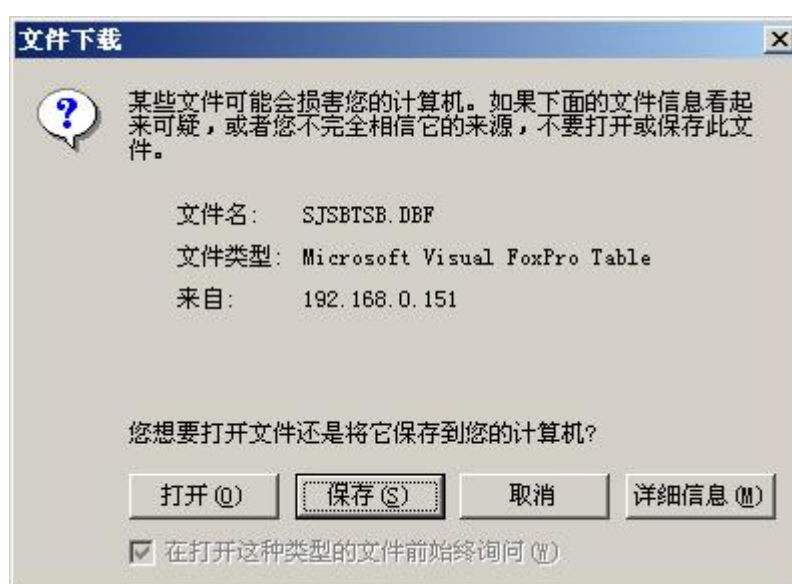 文件下载
某些文件可能会损害您的计算机。如果下面的文件信息看起
来可疑，或者您不完全相信它的来源，不要打开或保存此文
件。
文件名: SJSBTSB.DBF
文件类型: Microsoft Visual FoxPro Table
来自: 192.168.0.151
您想要打开文件还是将它保存到您的计算机?
打开(O) 保存(S) 取消 详细信息(M)
在打开这种类型的文件前始终询问(W)